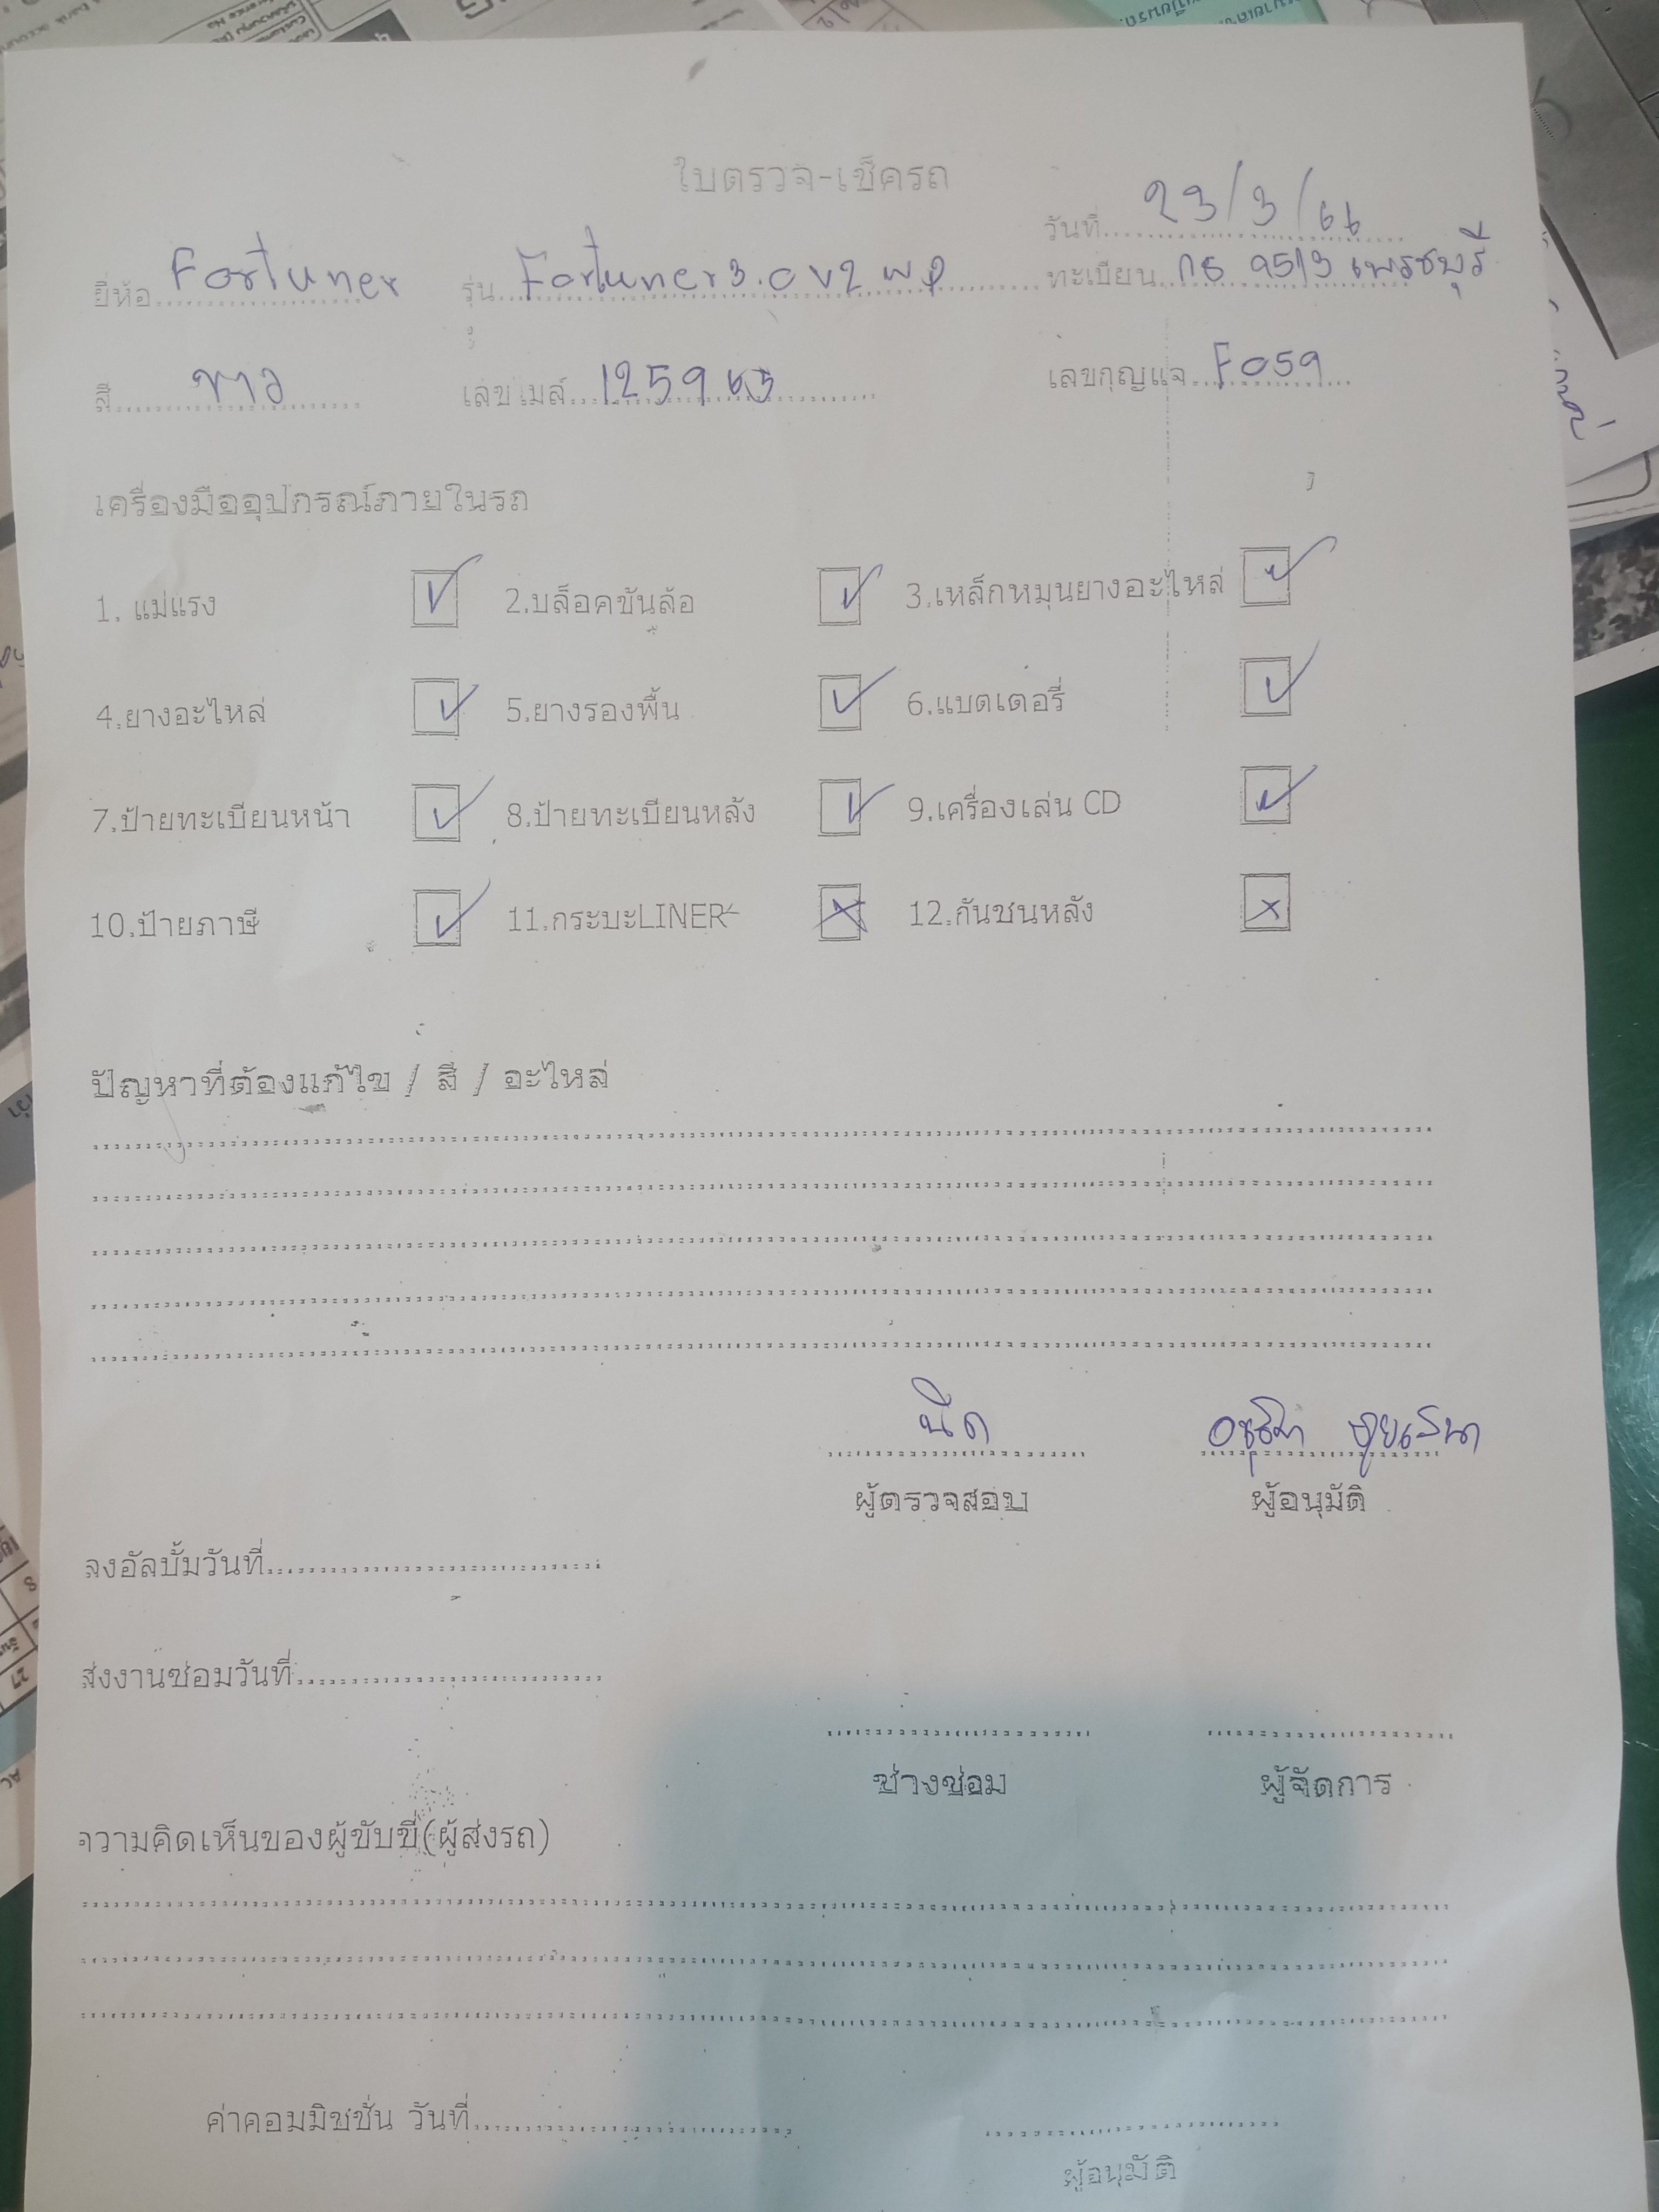 ใบตรวจ-เช็ครถ
วันที่ 23/3/66
ยี่ห้อ Fortuner รุ่น Fortuner 3.0 V2 wd ทะเบียน กธ 9513 เพชรบุรี
สี ขาว เลขไมล์ 125963 เลขกุญแจ F059
เครื่องมืออุปกรณ์ภายในรถ
1. แม่แรง ✓ 2.บล็อคขันล้อ ✓ 3.เหล็กหมุนยางอะไหล่ ✓
4.ยางอะไหล่ ✓ 5.ยางรองพื้น ✓ 6.แบตเตอรี่ ✓
7.ป้ายทะเบียนหน้า ✓ 8.ป้ายทะเบียนหลัง ✓ 9.เครื่องเล่น CD ✓
10.ป้ายภาษี ✓ 11.กระบะLINER ✗ 12.กันชนหลัง ✗
ปัญหาที่ต้องแก้ไข / สี / อะไหล่
นิด
ผู้ตรวจสอบ ผู้อนุมัติ
ลงอัลบั้มวันที่
ส่งงานซ่อมวันที่
ช่างซ่อม ผู้จัดการ
ความคิดเห็นของผู้ขับขี่(ผู้ส่งรถ)
ค่าคอมมิชชั่น วันที่
ผู้อนุมัติ